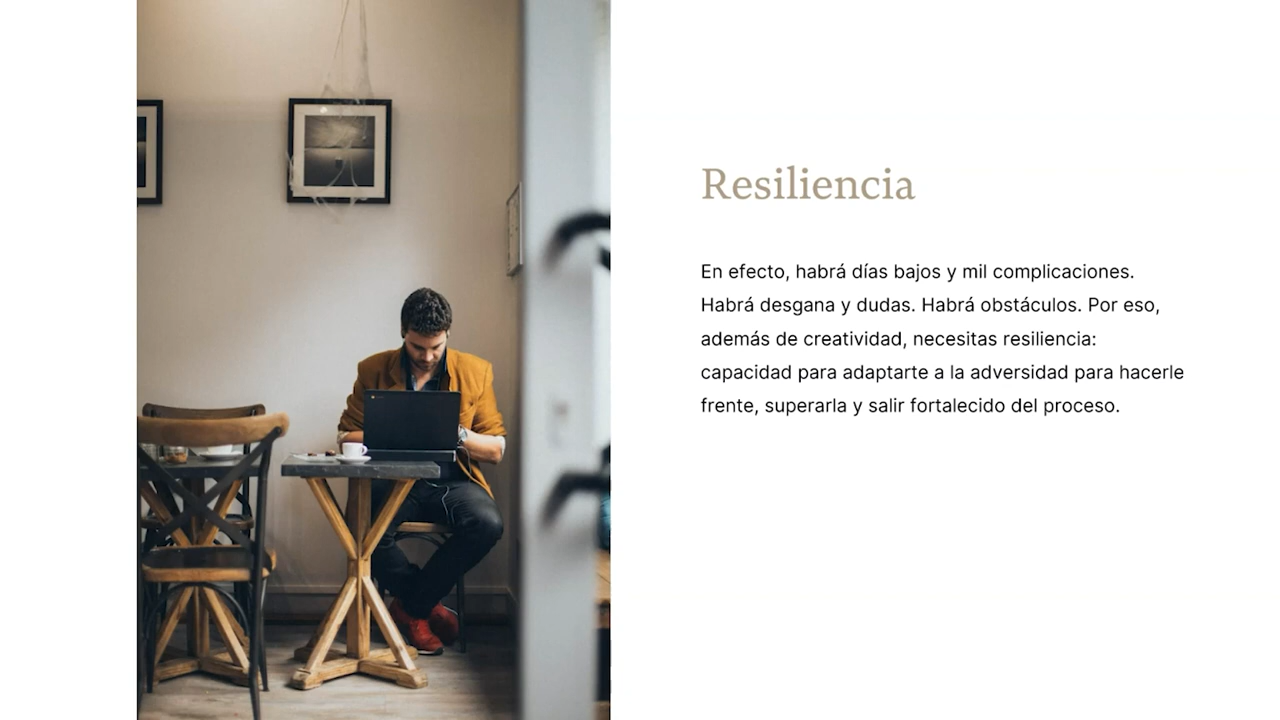 Resiliencia
En efecto, habrá días bajos y mil complicaciones.
Habrá desgana y dudas. Habrá obstáculos. Por eso,
además de creatividad, necesitas resiliencia:
capacidad para adaptarte a la adversidad para hacerle
frente, superarla y salir fortalecido del proceso.